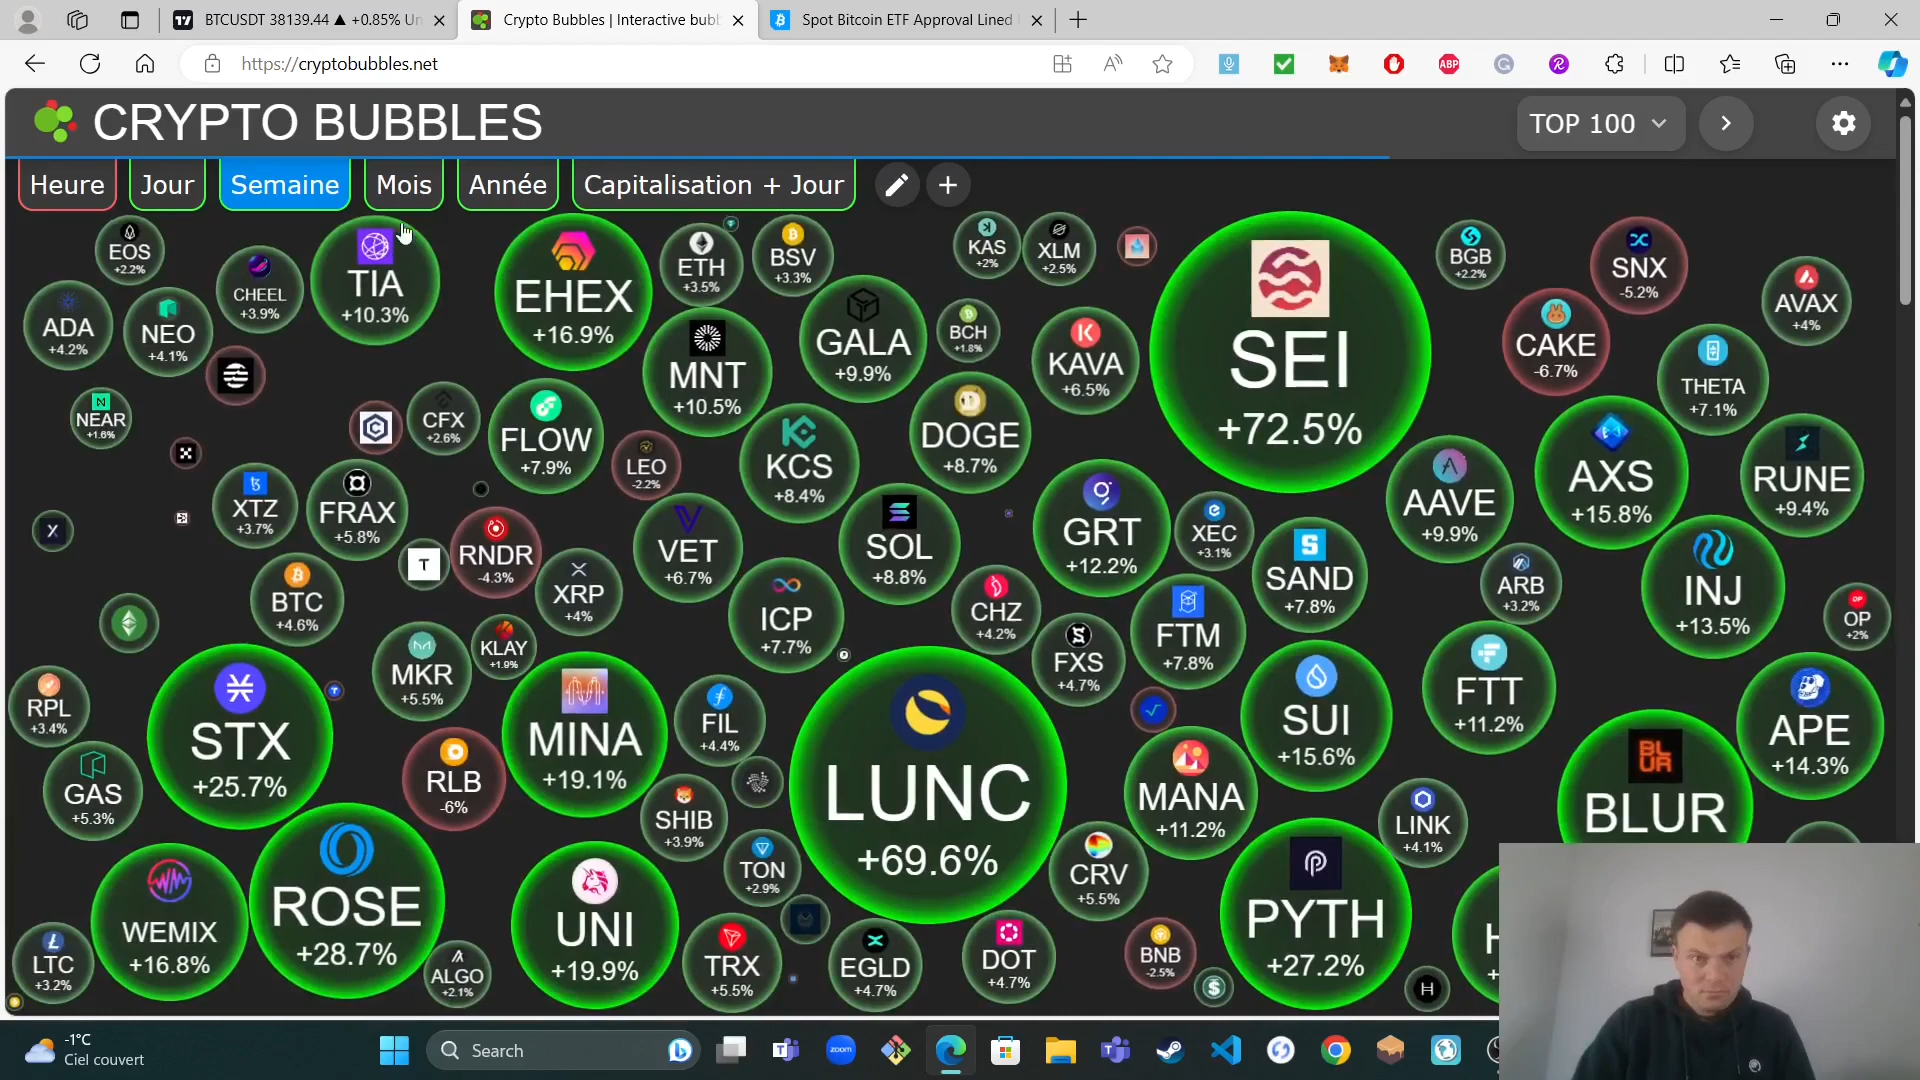 BTCUSDT 38139.44 ▲ +0.85% Un
Crypto Bubbles | Interactive bubb
Spot Bitcoin ETF Approval Lined
https://cryptobubbles.net
CRYPTO BUBBLES
TOP 100
Heure
Jour
Semaine
Mois
Année
Capitalisation + Jour
EOS
+2.2%
CHEEL
+3.9%
TIA
+10.3%
EHEX
+16.9%
ETH
+3.5%
BSV
+3.3%
KAS
+2%
XLM
+2.5%
SEI
+72.5%
BGB
+2.2%
SNX
-5.2%
AVAX
+4%
ADA
+4.2%
NEO
+4.1%
MNT
+10.5%
GALA
+9.9%
BCH
+1.8%
KAVA
+6.5%
CAKE
-6.7%
THETA
+7.1%
NEAR
+1.6%
CFX
+2.6%
FLOW
+7.9%
LEO
-2.2%
KCS
+8.4%
DOGE
+8.7%
AAVE
+9.9%
AXS
+15.8%
RUNE
+9.4%
XTZ
+3.7%
FRAX
+5.8%
RNDR
-4.3%
VET
+6.7%
SOL
+8.8%
GRT
+12.2%
XEC
+3.1%
SAND
+7.8%
ARB
+3.2%
INJ
+13.5%
OP
+2%
BTC
+4.6%
XRP
+4%
ICP
+7.7%
CHZ
+4.2%
FTM
+7.8%
MKR
+5.5%
KLAY
+1.9%
FXS
+4.7%
SUI
+15.6%
FTT
+11.2%
APE
+14.3%
RPL
+3.4%
STX
+25.7%
MINA
+19.1%
FIL
+4.4%
LUNC
+69.6%
MANA
+11.2%
BLUR
GAS
+5.3%
RLB
-6%
SHIB
+3.9%
LINK
+4.1%
TON
+2.9%
CRV
+5.5%
WEMIX
+16.8%
ROSE
+28.7%
UNI
+19.9%
PYTH
+27.2%
LTC
+3.2%
ALGO
+2.1%
TRX
+5.5%
EGLD
+4.7%
DOT
+4.7%
BNB
-2.5%
-1°C
Ciel couvert
Search
zoom